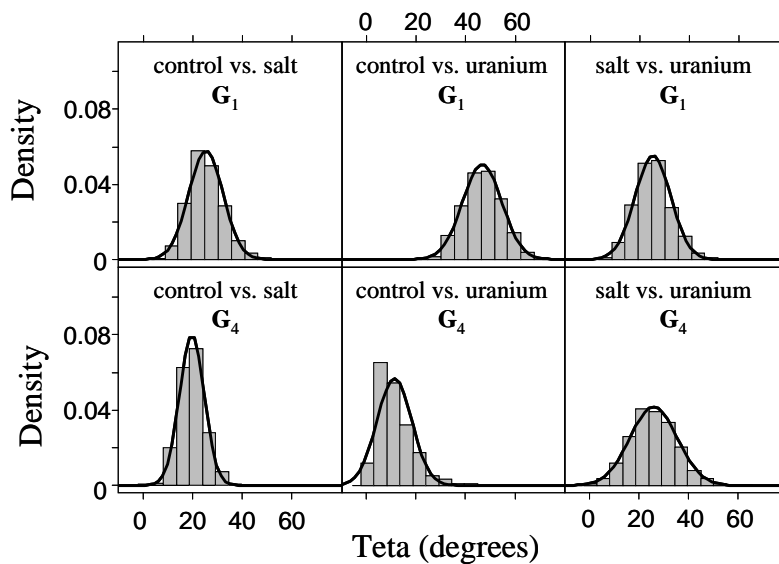 0 20 40 60
control vs. salt
G1
control vs. uranium
G1
salt vs. uranium
G1
Density
0.08
0.04
0
control vs. salt
G4
control vs. uranium
G4
salt vs. uranium
G4
Density
0.08
0.04
0
0 20 40 60
0 20 40 60
Teta (degrees)